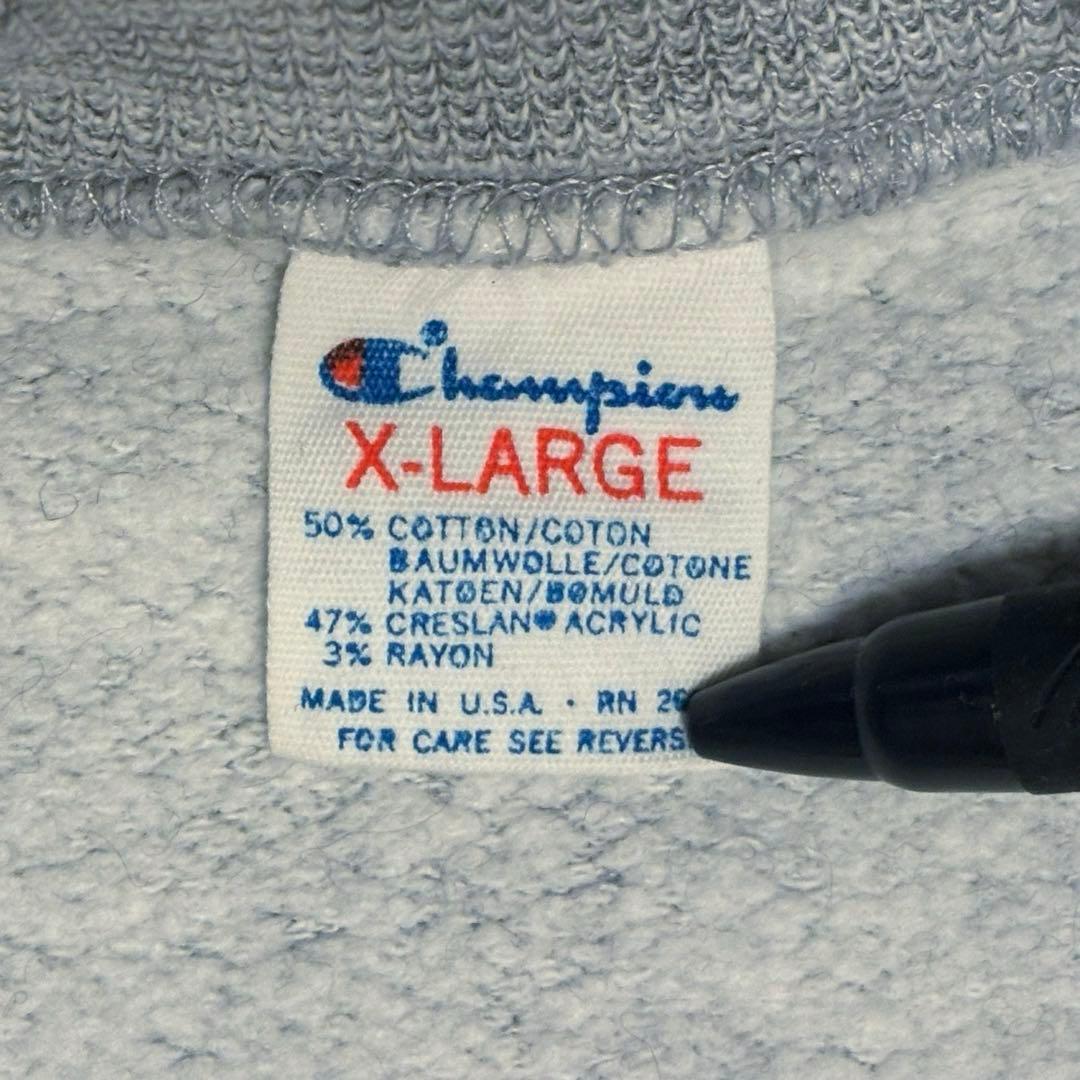 Champion
X-LARGE
50% COTTON/COTON
BAUMWOLLE/COTONE
KATOEN/BOMULD
47% CRESLAN® ACRYLIC
3% RAYON
MADE IN U.S.A. · RN
FOR CARE SEE